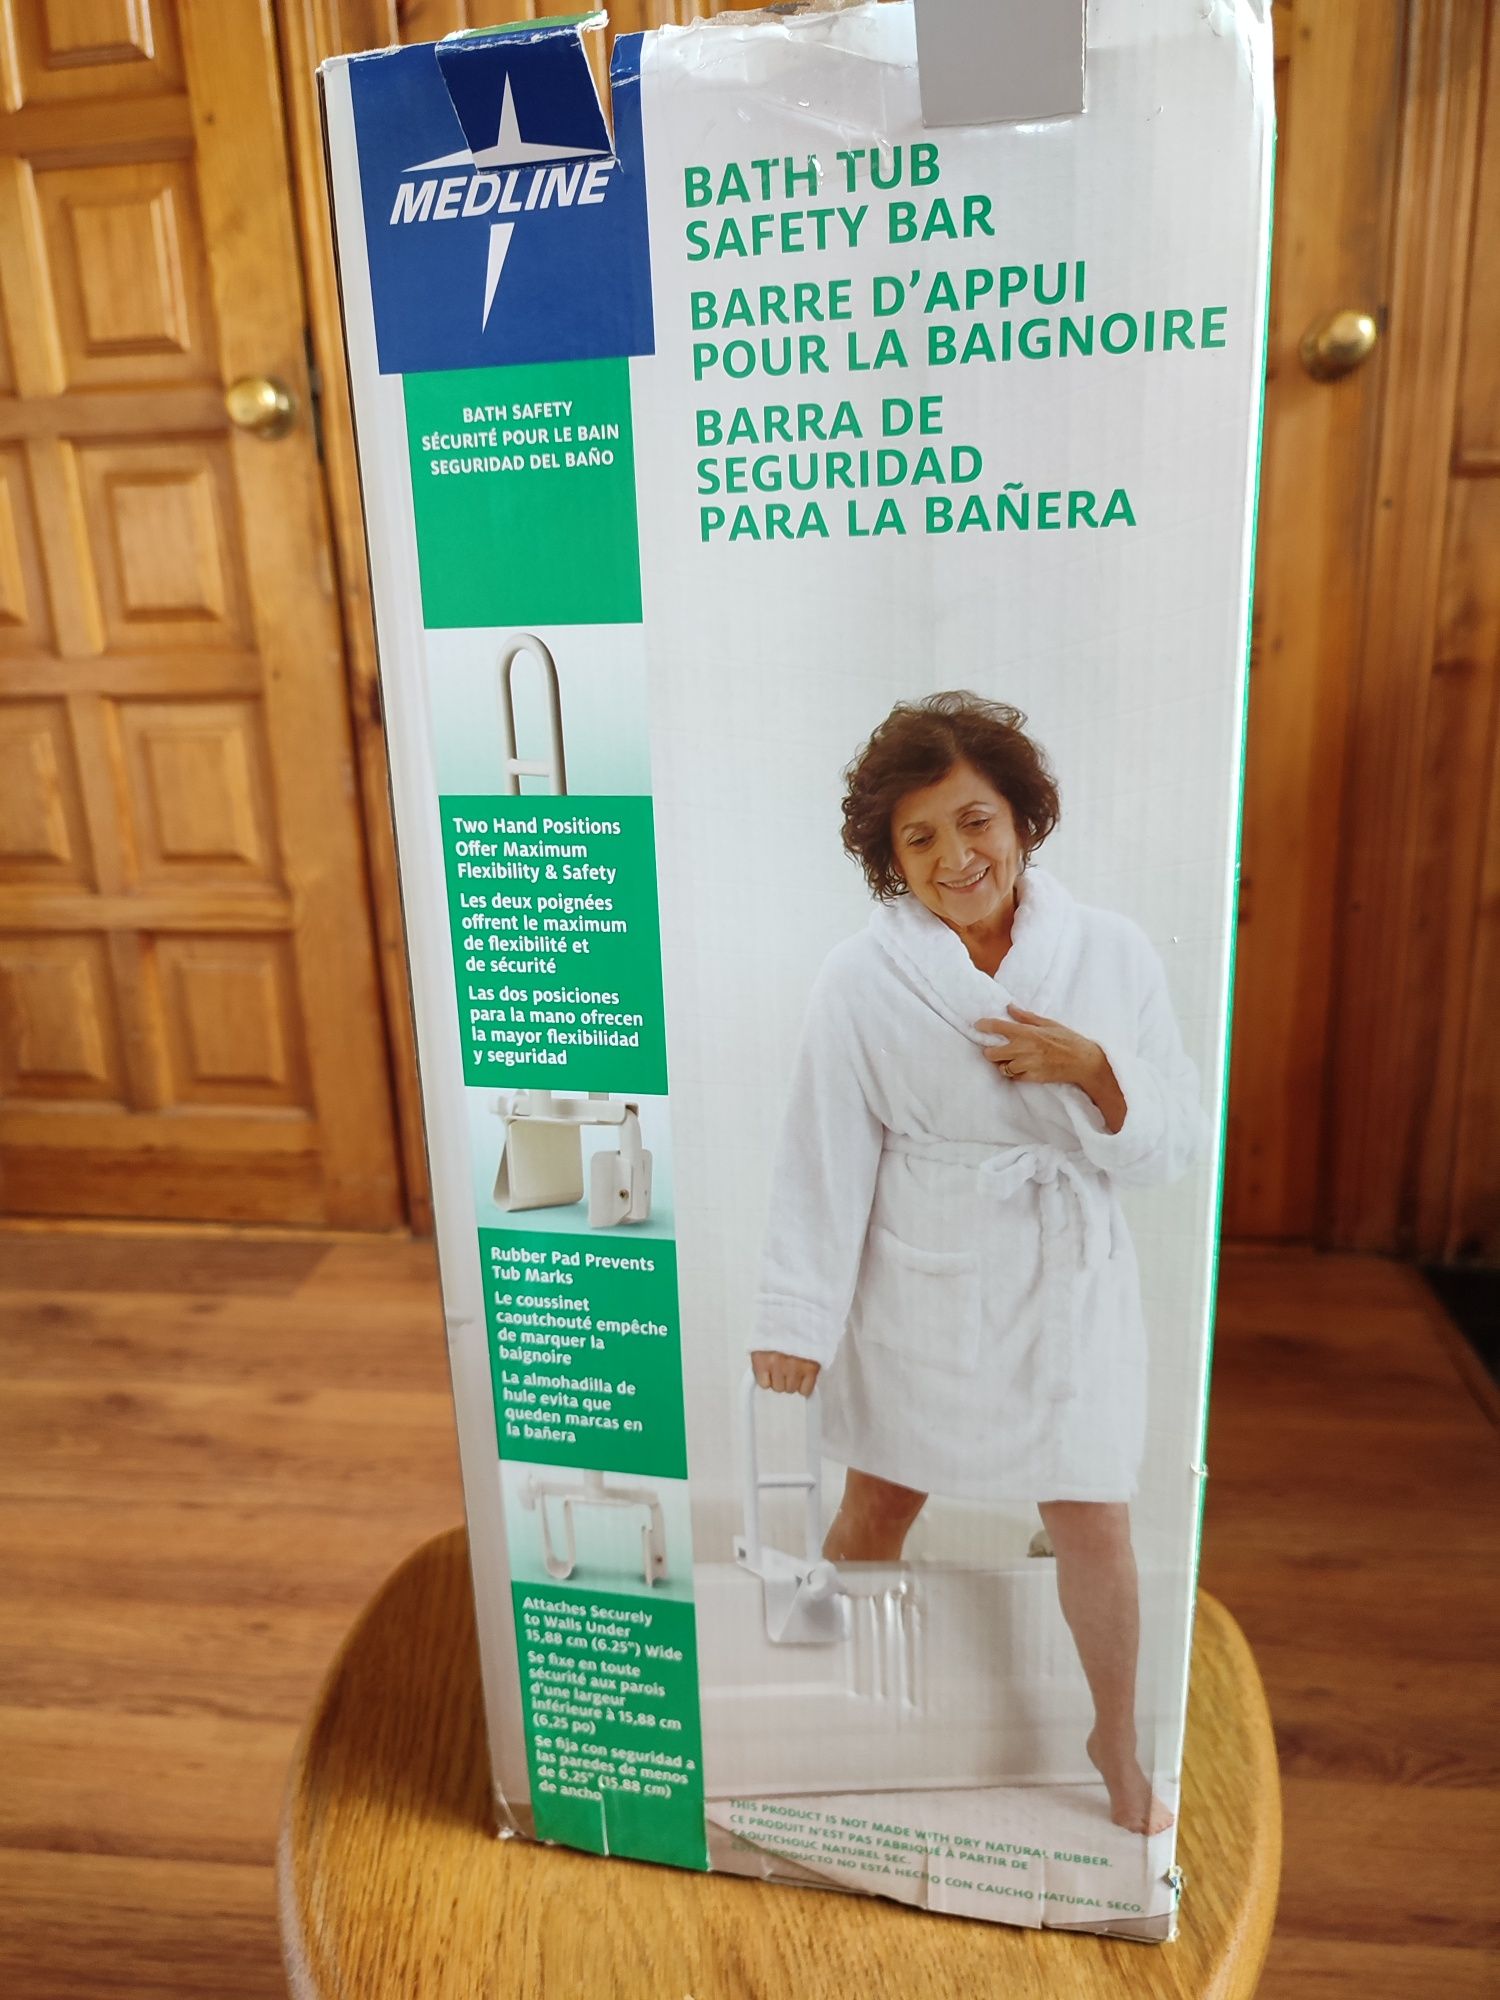 MEDLINE
BATH SAFETY
SÉCURITÉ POUR LE BAIN
SEGURIDAD DEL BAÑO
BATH TUB
SAFETY BAR
BARRE D'APPUI
POUR LA BAIGNOIRE
BARRA DE
SEGURIDAD
PARA LA BAÑERA
Two Hand Positions
Offer Maximum
Flexibility & Safety
Les deux poignées
offrent le maximum
de flexibilité et
de sécurité
Las dos posiciones
para la mano ofrecen
la mayor flexibilidad
y seguridad
Rubber Pad Prevents
Tub Marks
Le coussinet
caoutchouté empêche
de marquer la
baignoire
La almohadilla de
hule evita que
queden marcas en
la bañera
Attaches Securely
to Walls Under
15,88 cm (6.25") Wide
Se fixe en toute
sécurité aux parois
d'une largeur
inférieure à 15,88 cm
(6,25 po)
Se fija con seguridad a
las paredes de menos
de 6.25" (15.88 cm)
de ancho
THIS PRODUCT IS NOT MADE WITH DRY NATURAL RUBBER.
CE PRODUIT N'EST PAS FABRIQUÉ À PARTIR DE
CAOUTCHOUC NATUREL SEC.
ESTE PRODUCTO NO ESTÁ HECHO CON CAUCHO NATURAL SECO.